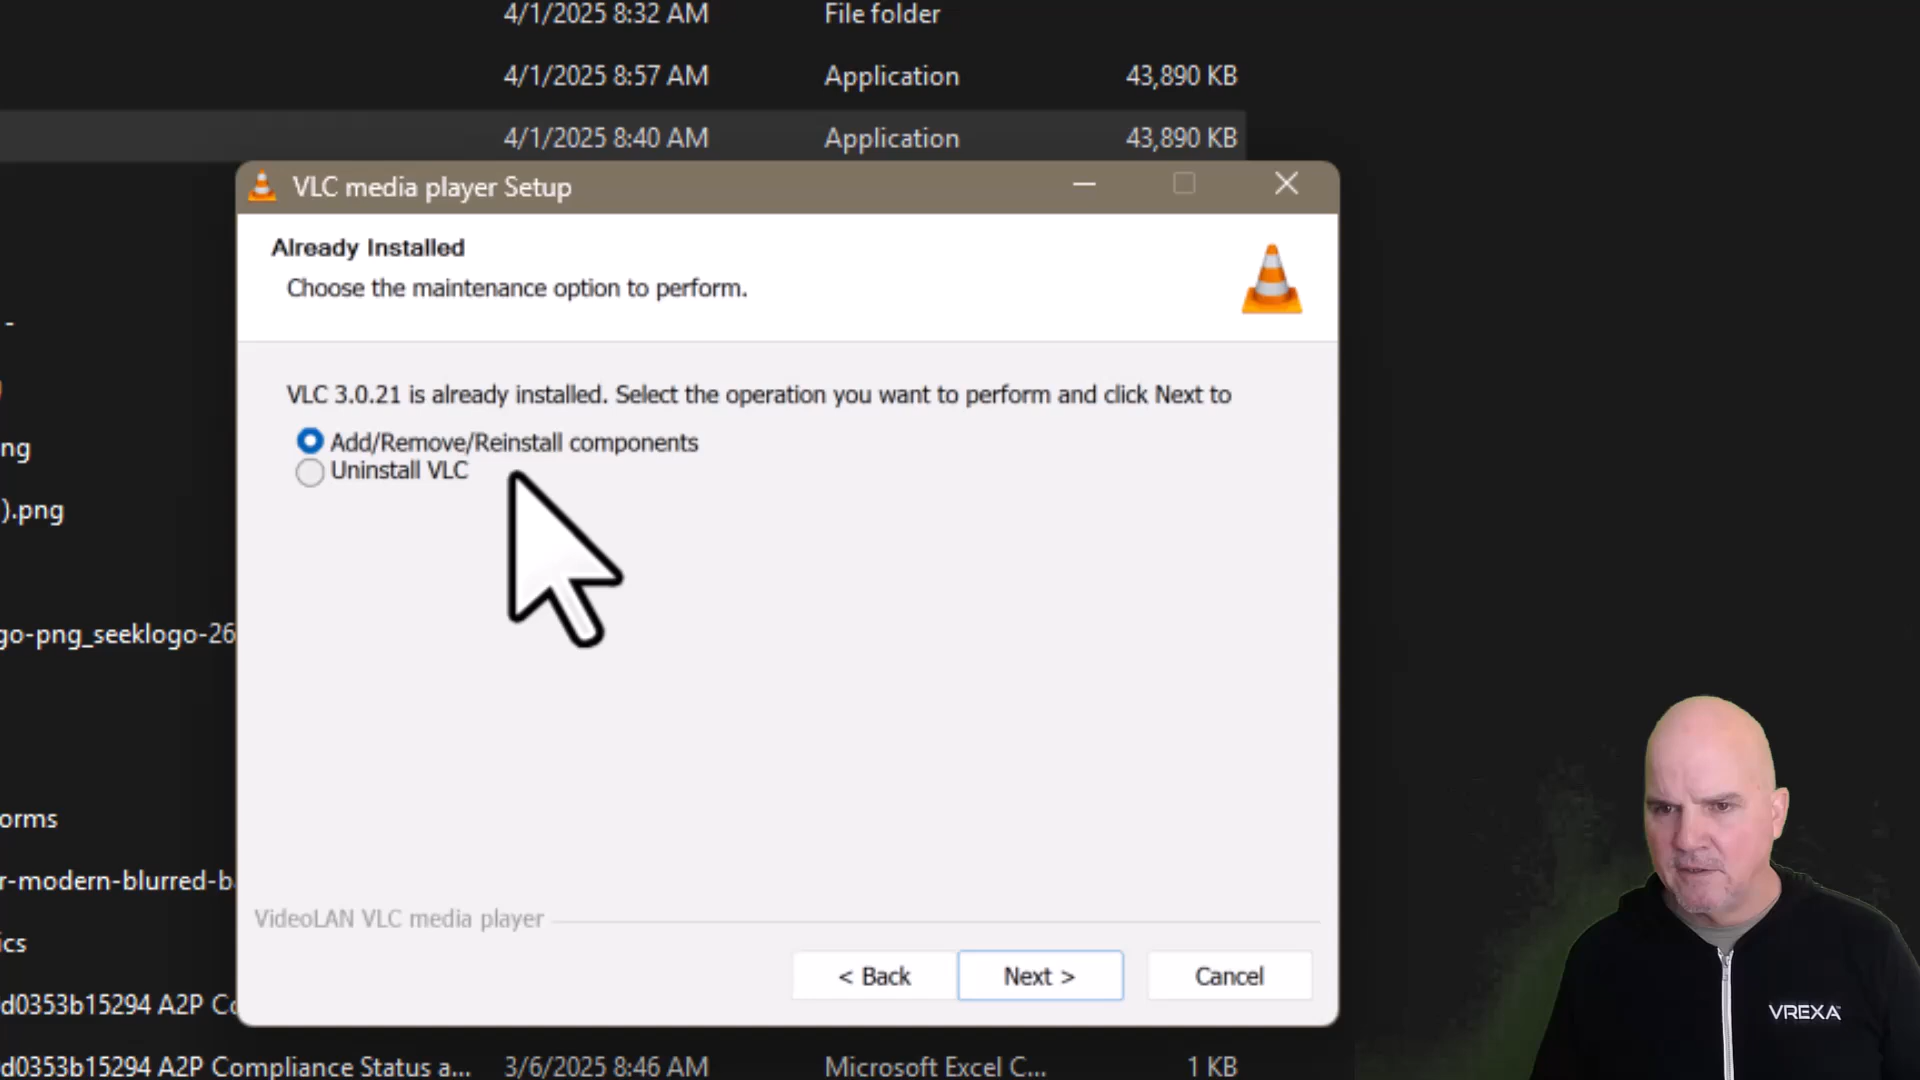 4/1/2025 8:32 AM File folder
4/1/2025 8:57 AM Application 43,890 KB
4/1/2025 8:40 AM Application 43,890 KB
VLC media player Setup
Already Installed
Choose the maintenance option to perform.
-
VLC 3.0.21 is already installed. Select the operation you want to perform and click Next to
Add/Remove/Reinstall components
ng
Uninstall VLC
).png
go-png_seeklogo-26
orms
r-modern-blurred-b
VideoLAN VLC media player
ics
< Back Next > Cancel
d0353b15294 A2P Co
VREXA
d0353b15294 A2P Compliance Status a... 3/6/2025 8:46 AM Microsoft Excel C... 1 KB